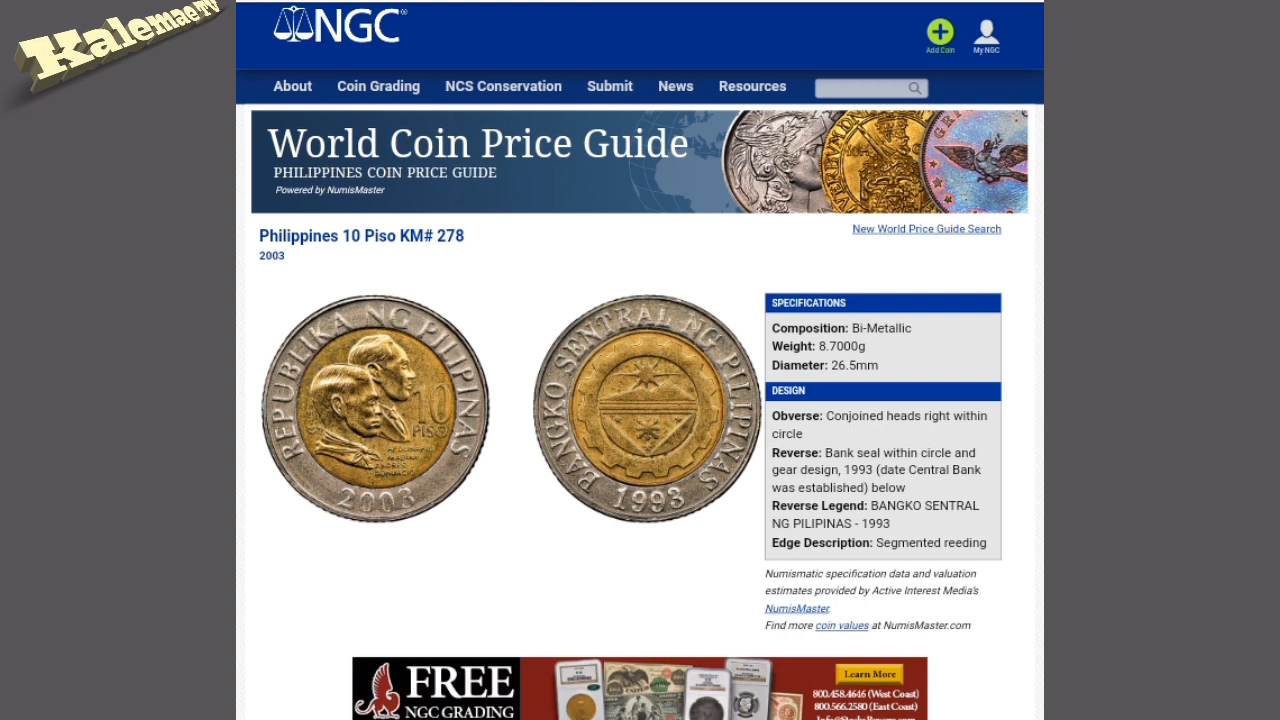 KalemaeTV
NGC®
Add Coin
My NGC
About
Coin Grading
NCS Conservation
Submit
News
Resources
World Coin Price Guide
PHILIPPINES COIN PRICE GUIDE
Powered by NumisMaster
Philippines 10 Piso KM# 278
2003
New World Price Guide Search
REPUBLIKA NG PILIPINAS
10
PISO
ANDRES
BONIFACIO
2003
BANGKO SENTRAL NG PILIPINAS
1993
SPECIFICATIONS
Composition: Bi-Metallic
Weight: 8.7000g
Diameter: 26.5mm
DESIGN
Obverse: Conjoined heads right within
circle
Reverse: Bank seal within circle and
gear design, 1993 (date Central Bank
was established) below
Reverse Legend: BANGKO SENTRAL
NG PILIPINAS - 1993
Edge Description: Segmented reeding
Numismatic specification data and valuation
estimates provided by Active Interest Media's
NumisMaster.
Find more coin values at NumisMaster.com
FREE
NGC GRADING
Learn More
800.458.4646 (West Coast)
800.566.2580 (East Coast)